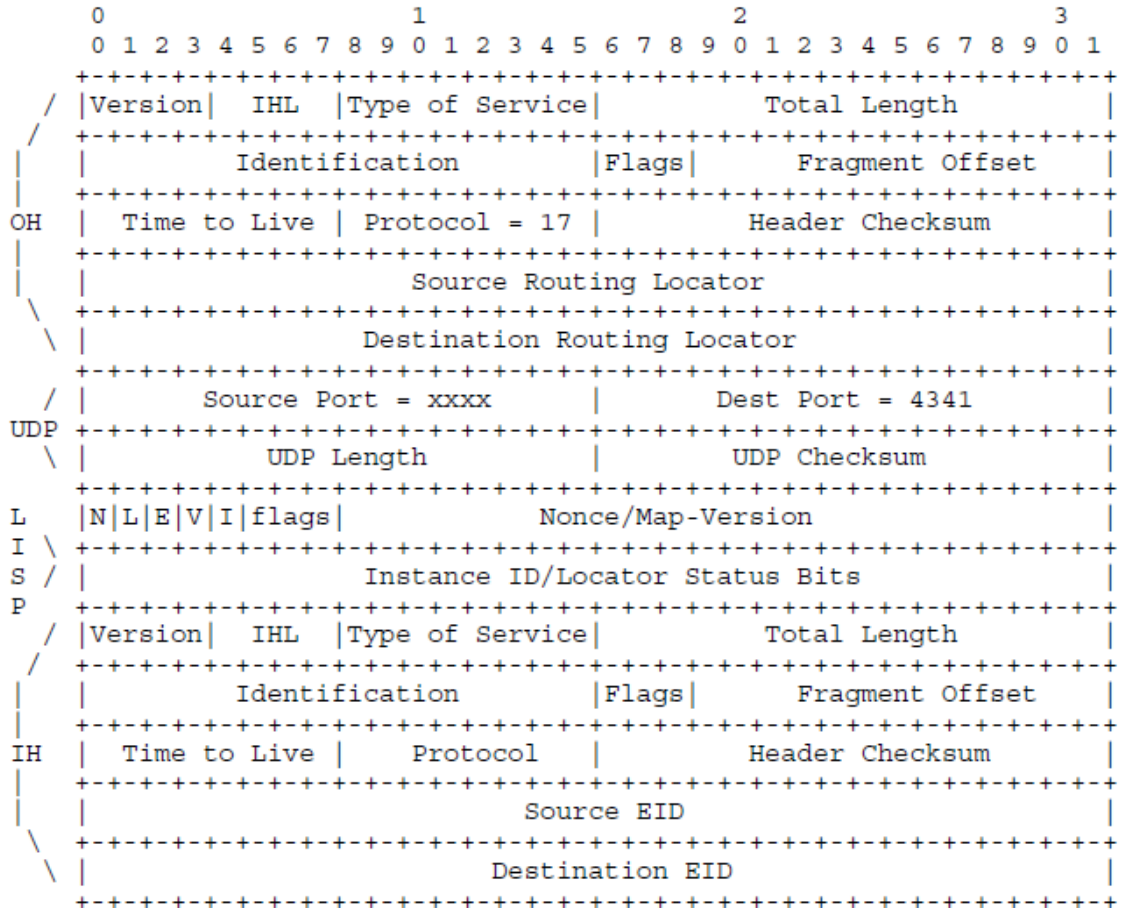 0                   1                   2                   3
        0 1 2 3 4 5 6 7 8 9 0 1 2 3 4 5 6 7 8 9 0 1 2 3 4 5 6 7 8 9 0 1
       +-+-+-+-+-+-+-+-+-+-+-+-+-+-+-+-+-+-+-+-+-+-+-+-+-+-+-+-+-+-+-+-+
     / |Version|  IHL  |Type of Service|          Total Length         |
    /  +-+-+-+-+-+-+-+-+-+-+-+-+-+-+-+-+-+-+-+-+-+-+-+-+-+-+-+-+-+-+-+-+
   |   |         Identification        |Flags|      Fragment Offset    |
   |   +-+-+-+-+-+-+-+-+-+-+-+-+-+-+-+-+-+-+-+-+-+-+-+-+-+-+-+-+-+-+-+-+
   OH  |  Time to Live | Protocol = 17 |         Header Checksum       |
   |   +-+-+-+-+-+-+-+-+-+-+-+-+-+-+-+-+-+-+-+-+-+-+-+-+-+-+-+-+-+-+-+-+
   |   |                    Source Routing Locator                     |
    \  +-+-+-+-+-+-+-+-+-+-+-+-+-+-+-+-+-+-+-+-+-+-+-+-+-+-+-+-+-+-+-+-+
     \ |                 Destination Routing Locator                   |
       +-+-+-+-+-+-+-+-+-+-+-+-+-+-+-+-+-+-+-+-+-+-+-+-+-+-+-+-+-+-+-+-+
     / |       Source Port = xxxx      |       Dest Port = 4341        |
   UDP +-+-+-+-+-+-+-+-+-+-+-+-+-+-+-+-+-+-+-+-+-+-+-+-+-+-+-+-+-+-+-+-+
     \ |           UDP Length          |        UDP Checksum           |
       +-+-+-+-+-+-+-+-+-+-+-+-+-+-+-+-+-+-+-+-+-+-+-+-+-+-+-+-+-+-+-+-+
   L   |N|L|E|V|I|flags|            Nonce/Map-Version                  |
   I \ +-+-+-+-+-+-+-+-+-+-+-+-+-+-+-+-+-+-+-+-+-+-+-+-+-+-+-+-+-+-+-+-+
   S / |                 Instance ID/Locator Status Bits               |
   P   +-+-+-+-+-+-+-+-+-+-+-+-+-+-+-+-+-+-+-+-+-+-+-+-+-+-+-+-+-+-+-+-+
     / |Version|  IHL  |Type of Service|          Total Length         |
    /  +-+-+-+-+-+-+-+-+-+-+-+-+-+-+-+-+-+-+-+-+-+-+-+-+-+-+-+-+-+-+-+-+
   |   |         Identification        |Flags|      Fragment Offset    |
   |   +-+-+-+-+-+-+-+-+-+-+-+-+-+-+-+-+-+-+-+-+-+-+-+-+-+-+-+-+-+-+-+-+
   IH  |  Time to Live |    Protocol   |         Header Checksum       |
   |   +-+-+-+-+-+-+-+-+-+-+-+-+-+-+-+-+-+-+-+-+-+-+-+-+-+-+-+-+-+-+-+-+
   |   |                           Source EID                          |
    \  +-+-+-+-+-+-+-+-+-+-+-+-+-+-+-+-+-+-+-+-+-+-+-+-+-+-+-+-+-+-+-+-+
     \ |                         Destination EID                       |
       +-+-+-+-+-+-+-+-+-+-+-+-+-+-+-+-+-+-+-+-+-+-+-+-+-+-+-+-+-+-+-+-+